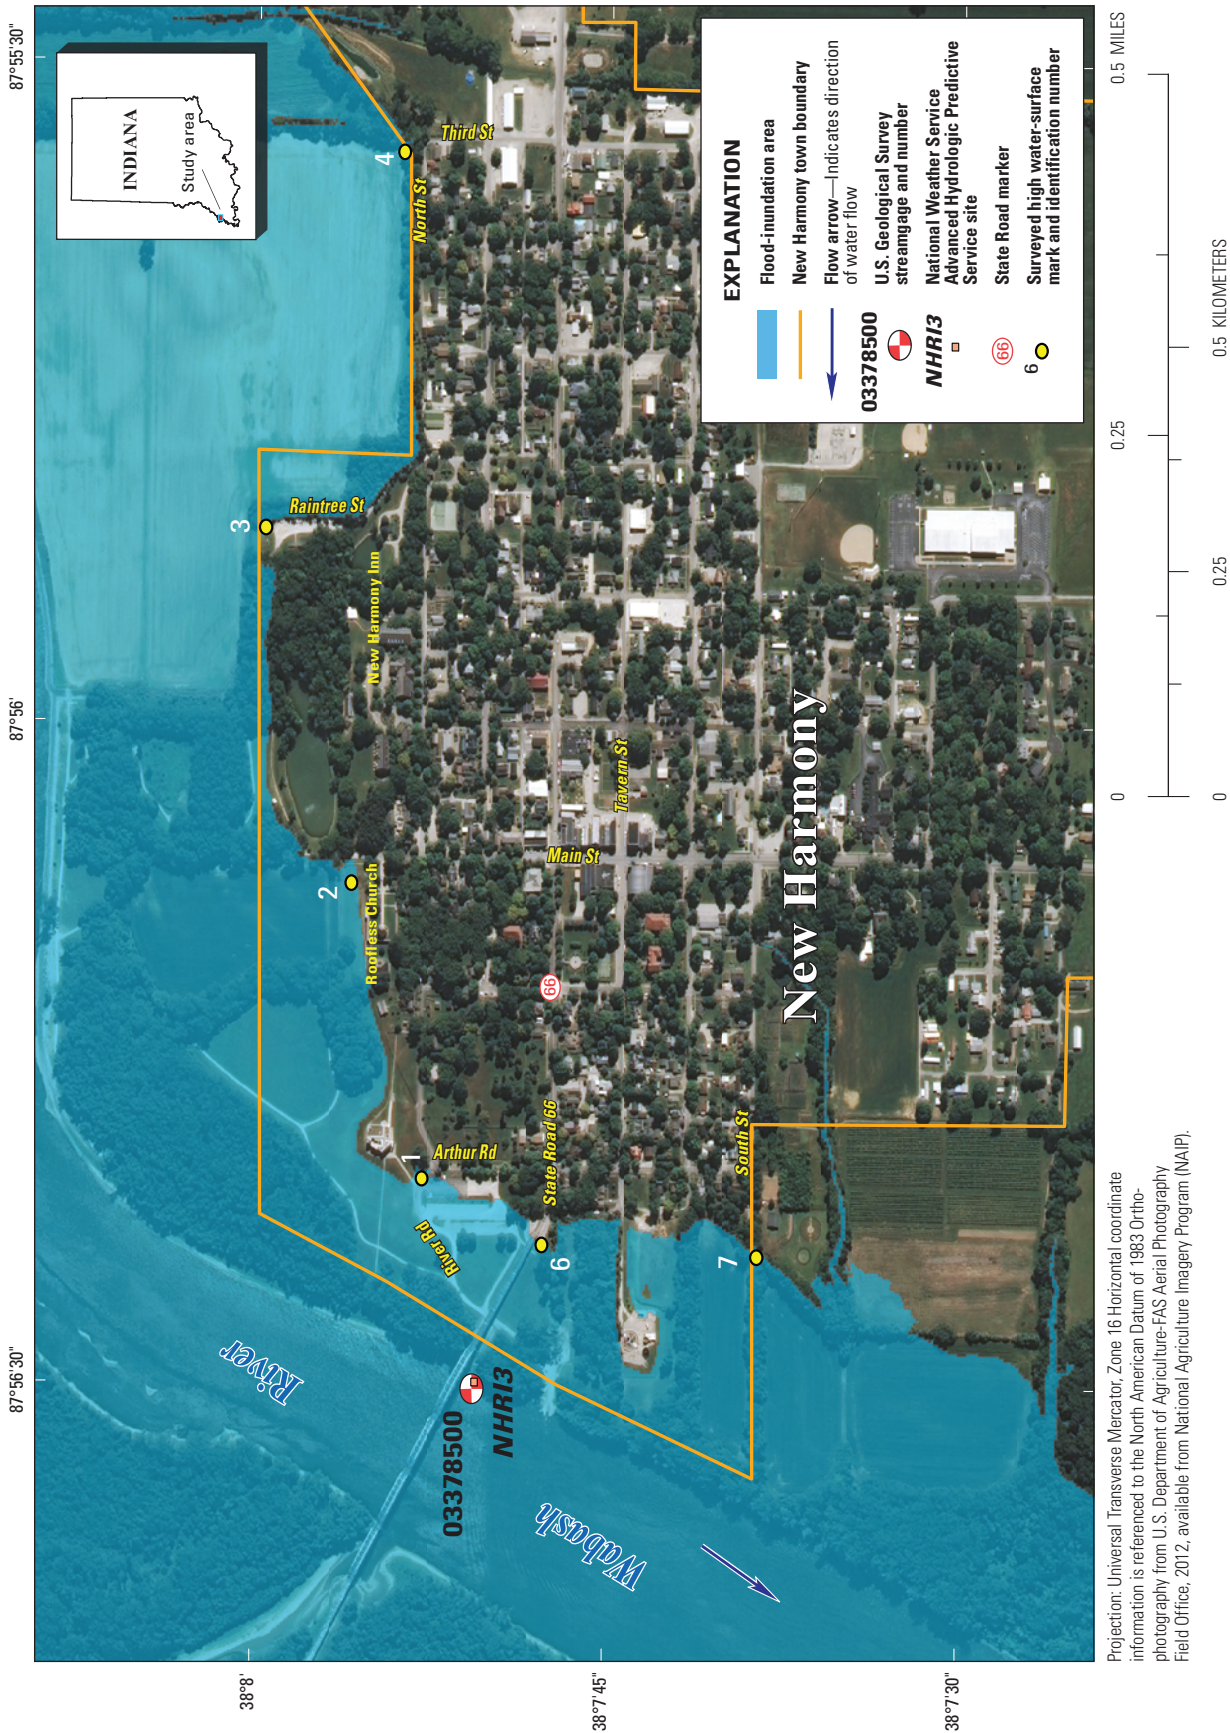 87°56'30"
87°56'
87°55'30"
38°8'
38°7'45"
38°7'30"
INDIANA
Study area
River
Wabash
03378500
NHRI3
River Rd
Arthur Rd
State Road 66
South St
Roofless Church
New Harmony Inn
Raintree St
North St
Third St
Main St
Tavern St
66
New Harmony
1
2
3
4
6
7
EXPLANATION
Flood-inundation area
New Harmony town boundary
Flow arrow—Indicates direction
of water flow
03378500
U.S. Geological Survey
streamgage and number
NHRI3
National Weather Service
Advanced Hydrologic Predictive
Service site
66
State Road marker
6
Surveyed high water-surface
mark and identification number
Projection: Universal Transverse Mercator, Zone 16 Horizontal coordinate
information is referenced to the North American Datum of 1983 Ortho-
photography from U.S. Department of Agriculture-FAS Aerial Photography
Field Office, 2012, available from National Agriculture Imagery Program (NAIP).
0 0.25 0.5 MILES
0 0.25 0.5 KILOMETERS